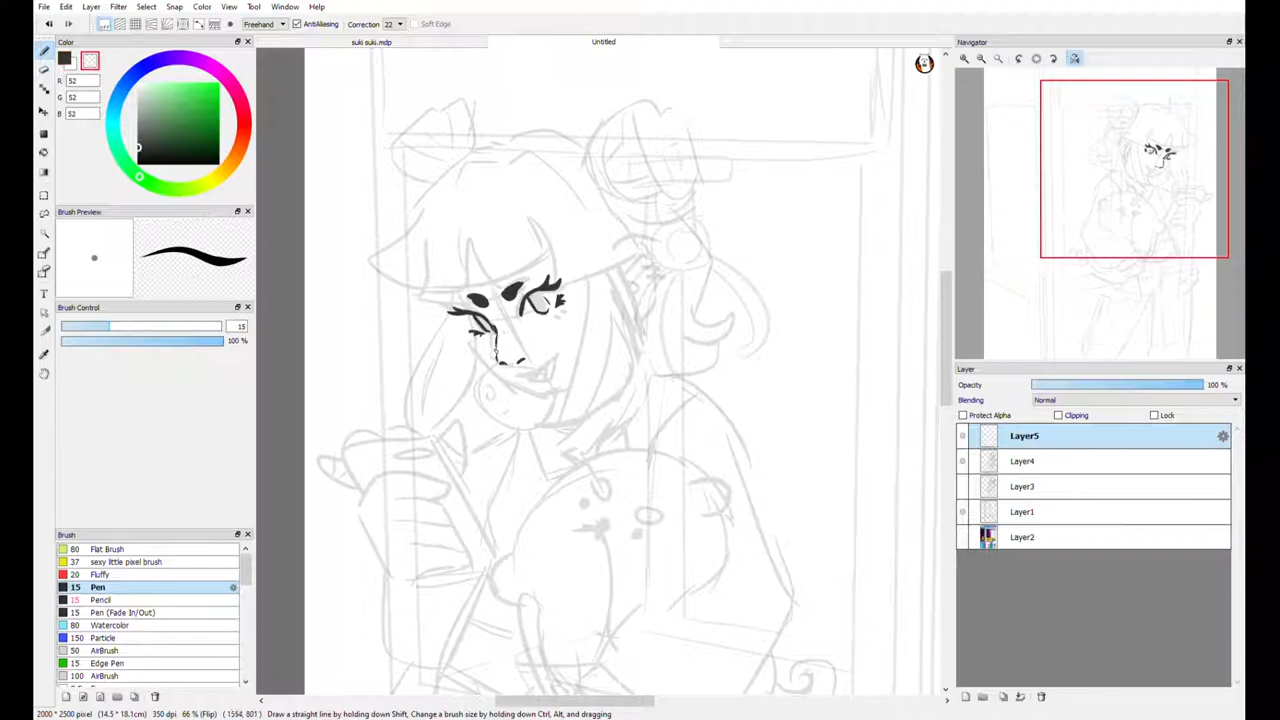 File Edit Layer Filter Select Snap Color View Tool Window Help
off Freehand AntiAliasing Correction 22 Soft Edge
Color
suki suki.mdp Untitled
Navigator
R 52
G 52
B 52
Brush Preview
Brush Control
15
100 %
Layer
Opacity 100 %
Blending Normal
Protect Alpha Clipping Lock
Layer5
Layer4
Layer3
Layer1
Layer2
Brush
80 Flat Brush
37 sexy little pixel brush
20 Fluffy
15 Pen
15 Pencil
15 Pen (Fade In/Out)
80 Watercolor
150 Particle
50 AirBrush
15 Edge Pen
100 AirBrush
2000 * 2500 pixel (14.5 * 18.1cm) 350 dpi 66 % (Flip) (1554, 801) Draw a straight line by holding down Shift, Change a brush size by holding down Ctrl, Alt, and dragging